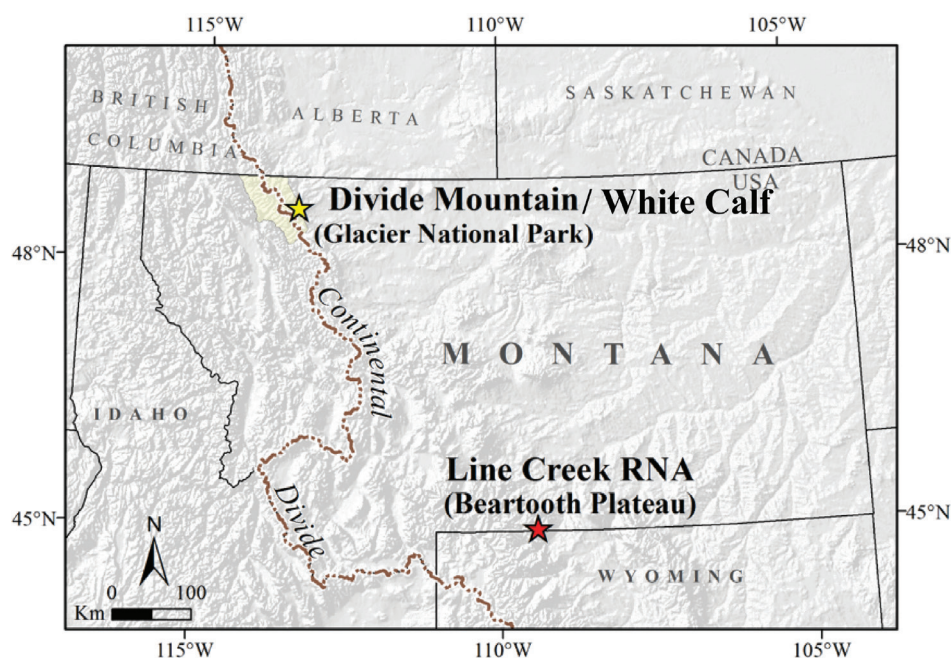 115°W 110°W 105°W
BRITISH
COLUMBIA
ALBERTA
SASKATCHEWAN
CANADA
USA
Divide Mountain / White Calf
(Glacier National Park)
48°N
48°N
Continental
Divide
MONTANA
IDAHO
Line Creek RNA
(Beartooth Plateau)
45°N
45°N
WYOMING
N
0 100
Km
115°W 110°W 105°W